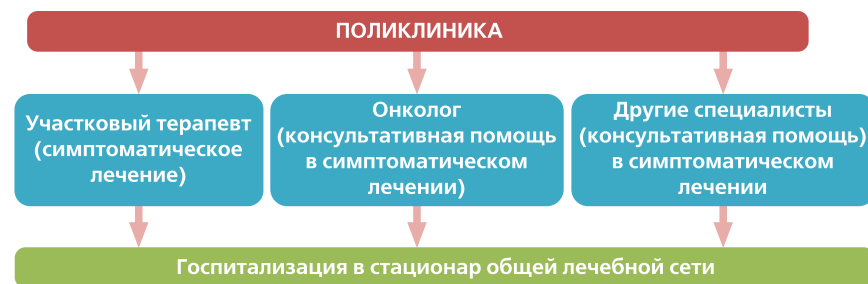 ПОЛИКЛИНИКА
Участковый терапевт
(симптоматическое
лечение)
Онколог
(консультативная помощь
в симптоматическом
лечении)
Другие специалисты
(консультативная помощь)
в симптоматическом
лечении
Госпитализация в стационар общей лечебной сети